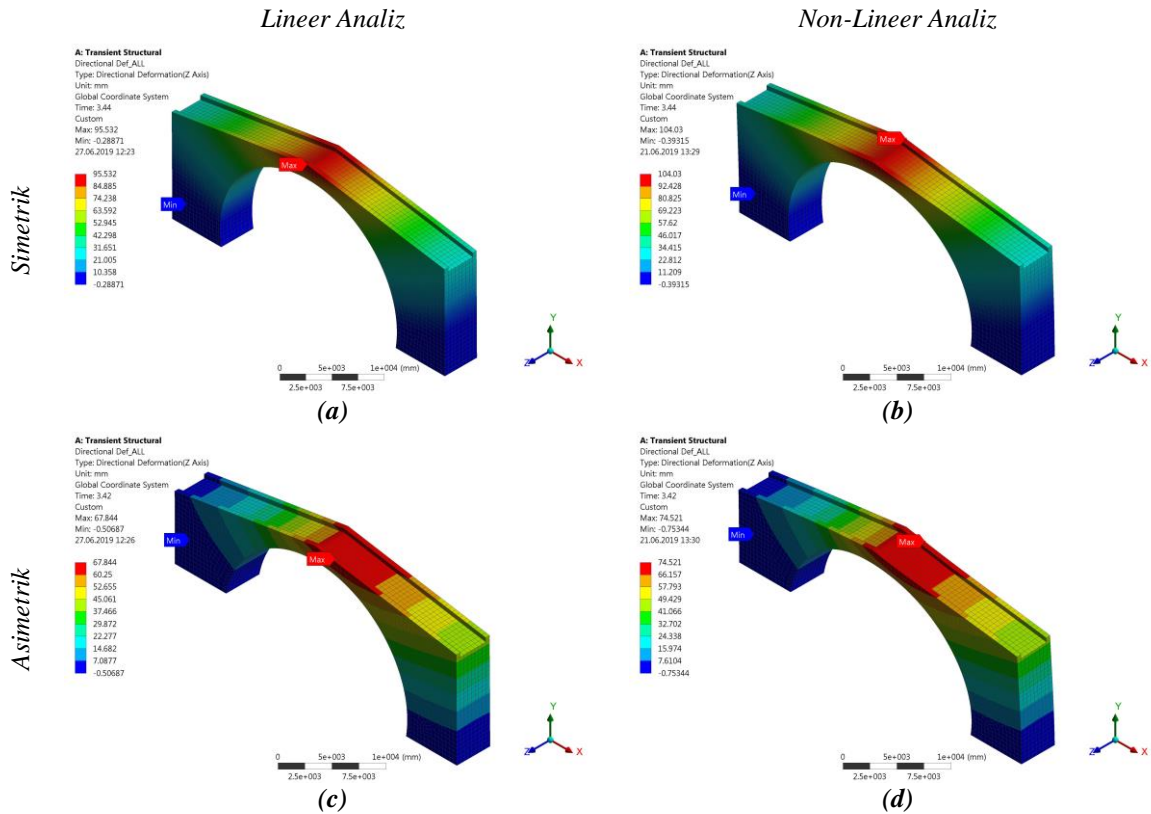 Lineer Analiz
Non-Lineer Analiz
Simetrik
A: Transient Structural
Directional Def_ALL
Type: Directional Deformation(Z Axis)
Unit: mm
Global Coordinate System
Time: 3.44
Custom
Max: 95.532
Min: -0.28871
27.06.2019 12:23
95.532
84.885
74.238
63.592
52.945
42.298
31.651
21.005
10.358
-0.28871
Min
Max
Y
Z
X
0 5e+003 1e+004 (mm)
2.5e+003 7.5e+003
(a)
A: Transient Structural
Directional Def_ALL
Type: Directional Deformation(Z Axis)
Unit: mm
Global Coordinate System
Time: 3.44
Custom
Max: 104.03
Min: -0.39315
21.06.2019 13:29
104.03
92.428
80.825
69.223
57.62
46.017
34.415
22.812
11.209
-0.39315
Min
Max
Y
Z
X
0 5e+003 1e+004 (mm)
2.5e+003 7.5e+003
(b)
Asimetrik
A: Transient Structural
Directional Def_ALL
Type: Directional Deformation(Z Axis)
Unit: mm
Global Coordinate System
Time: 3.42
Custom
Max: 67.844
Min: -0.50687
27.06.2019 12:26
67.844
60.25
52.655
45.061
37.466
29.872
22.277
14.682
7.0877
-0.50687
Min
Max
Y
Z
X
0 5e+003 1e+004 (mm)
2.5e+003 7.5e+003
(c)
A: Transient Structural
Directional Def_ALL
Type: Directional Deformation(Z Axis)
Unit: mm
Global Coordinate System
Time: 3.42
Custom
Max: 74.521
Min: -0.75344
21.06.2019 13:30
74.521
66.157
57.793
49.429
41.066
32.702
24.338
15.974
7.6104
-0.75344
Min
Max
Y
Z
X
0 5e+003 1e+004 (mm)
2.5e+003 7.5e+003
(d)